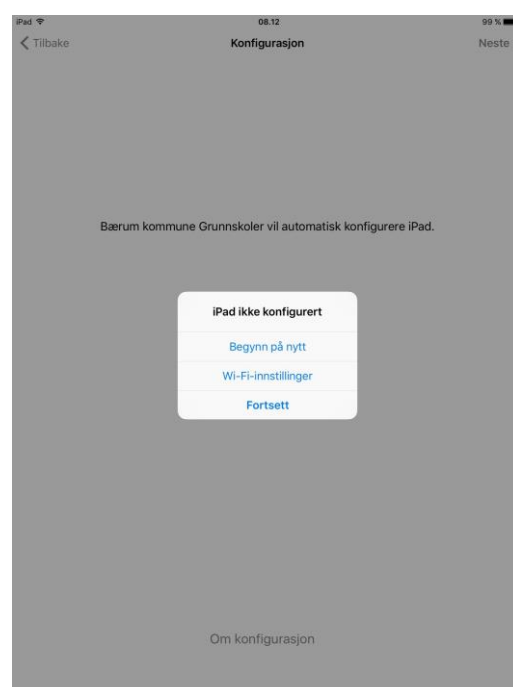 iPad 08.12 99 %
Tilbake Konfigurasjon Neste
Bærum kommune Grunnskoler vil automatisk konfigurere iPad.
iPad ikke konfigurert
Begynn på nytt
Wi-Fi-innstillinger
Fortsett
Om konfigurasjon